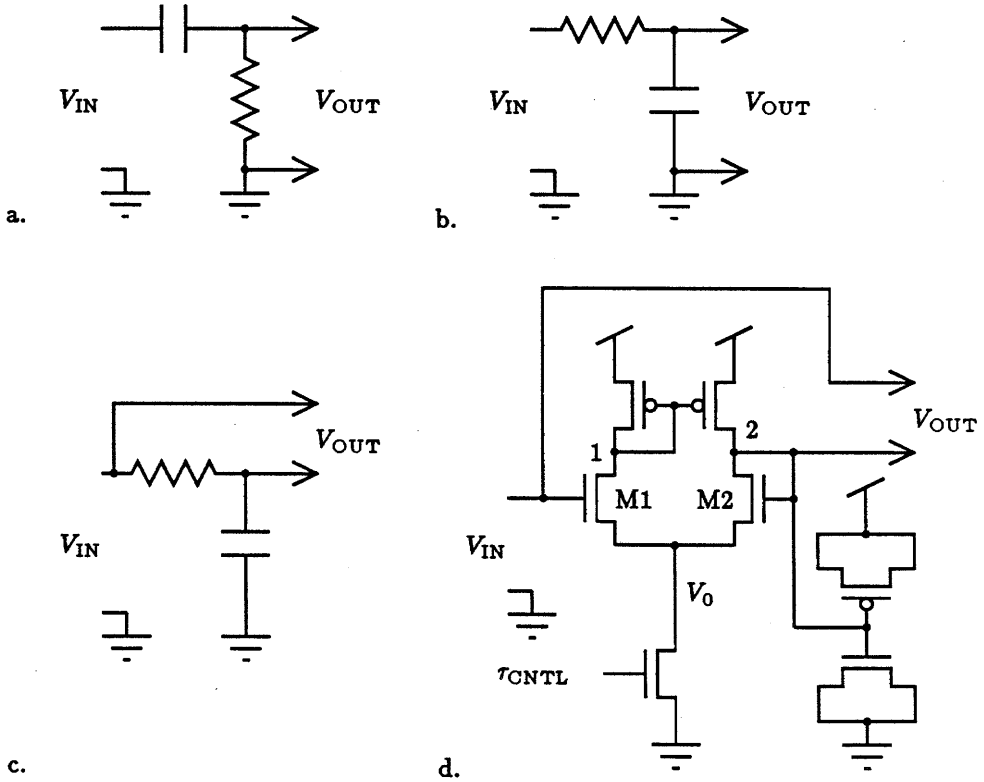 V_IN
V_OUT
a.
V_IN
V_OUT
b.
V_OUT
V_IN
c.
V_OUT
1
2
M1
M2
V_IN
V_0
τ_CNTL
d.